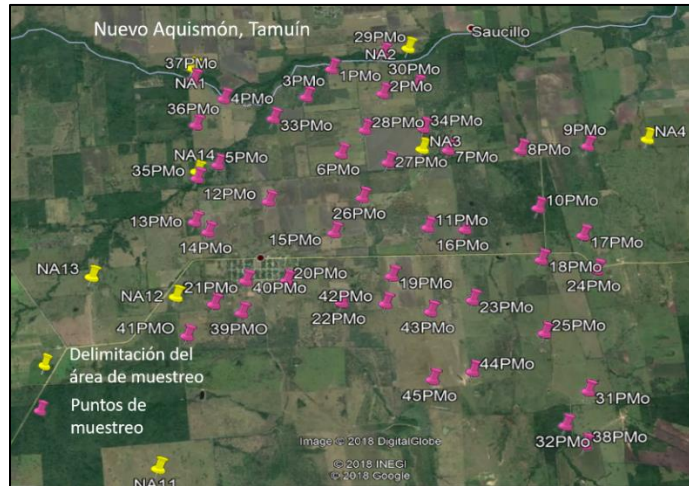 Nuevo Aquismón, Tamuín
Saucillo
29PMo
NA2
37PMo
NA1
30PMo
3PMo
1PMo
2PMo
4PMo
36PMo
33PMo
28PMo
34PMo
NA3
NA4
9PMo
NA14
5PMo
35PMo
6PMo
27PMo
7PMo
8PMo
12PMo
26PMo
10PMo
13PMo
14PMo
15PMo
11PMo
16PMo
17PMo
18PMo
24PMo
NA13
NA12
21PMo
40PMo
20PMo
19PMo
42PMo
22PMo
43PMo
23PMo
25PMo
41PMO
39PMO
Delimitación del
área de muestreo
Puntos de
muestreo
44PMo
45PMo
31PMo
32PMo
38PMo
Image © 2018 DigitalGlobe
© 2018 INEGI
© 2018 Google
NA11